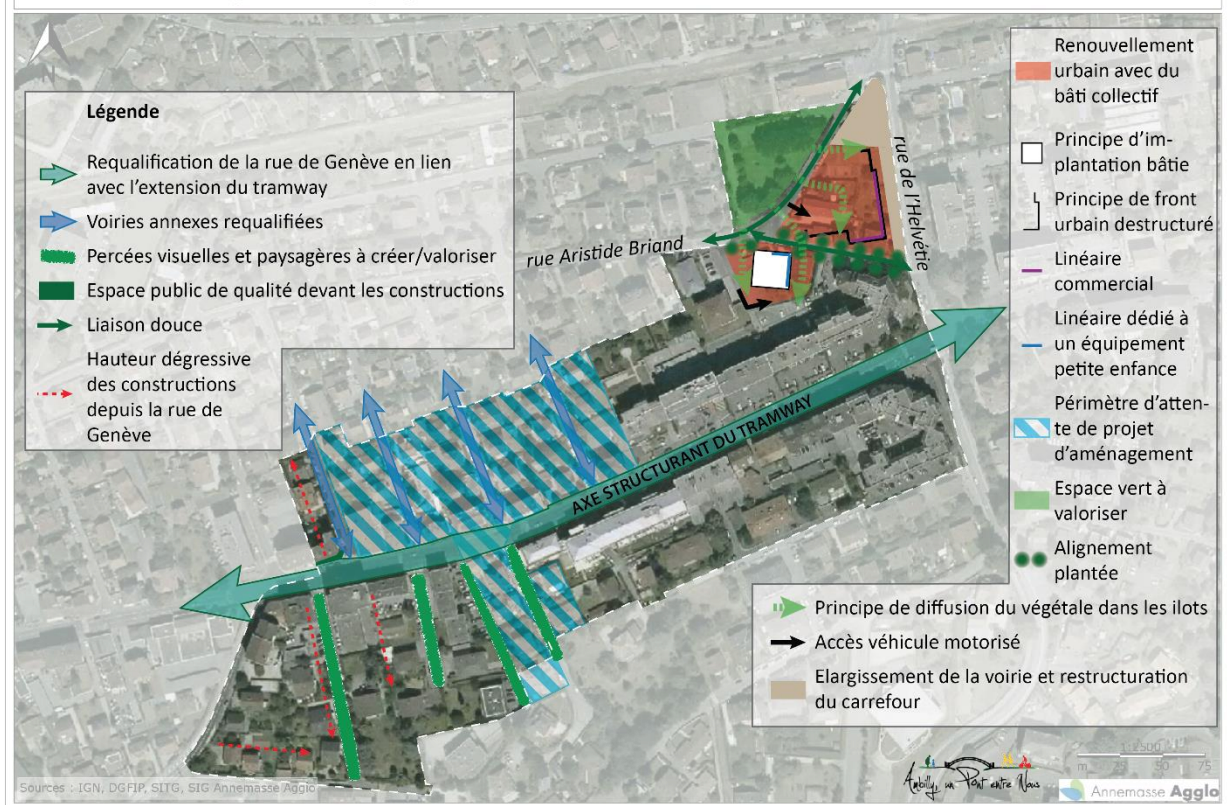 Légende
Requalification de la rue de Genève en lien
avec l'extension du tramway
Voiries annexes requalifiées
Percées visuelles et paysagères à créer/valoriser
Espace public de qualité devant les constructions
Liaison douce
Hauteur dégressive
des constructions
depuis la rue de
Genève
rue Aristide Briand
rue de l'Helvétie
AXE STRUCTURANT DU TRAMWAY
Renouvellement
urbain avec du
bâti collectif
Principe d'im-
plantation bâtie
Principe de front
urbain destructuré
Linéaire
commercial
Linéaire dédié à
un équipement
petite enfance
Périmètre d'atten-
te de projet
d'aménagement
Espace vert à
valoriser
Alignement
plantée
Principe de diffusion du végétale dans les ilots
Accès véhicule motorisé
Elargissement de la voirie et restructuration
du carrefour
Sources : IGN, DGFIP, SITG, SIG Annemasse Agglo
Ambilly, un Pont entre Nous
1:2500
m 25 50 75
Annemasse Agglo